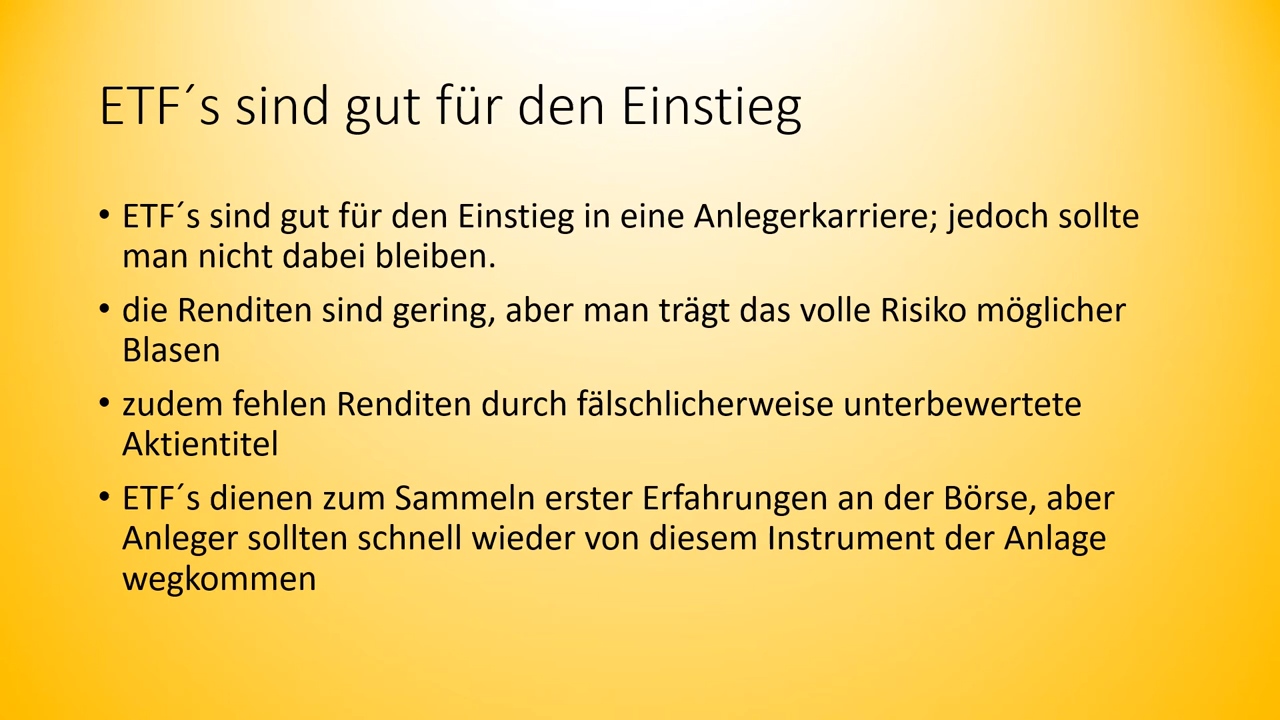 ETF´s sind gut für den Einstieg
• ETF´s sind gut für den Einstieg in eine Anlegerkarriere; jedoch sollte
man nicht dabei bleiben.
• die Renditen sind gering, aber man trägt das volle Risiko möglicher
Blasen
• zudem fehlen Renditen durch fälschlicherweise unterbewertete
Aktientitel
• ETF´s dienen zum Sammeln erster Erfahrungen an der Börse, aber
Anleger sollten schnell wieder von diesem Instrument der Anlage
wegkommen